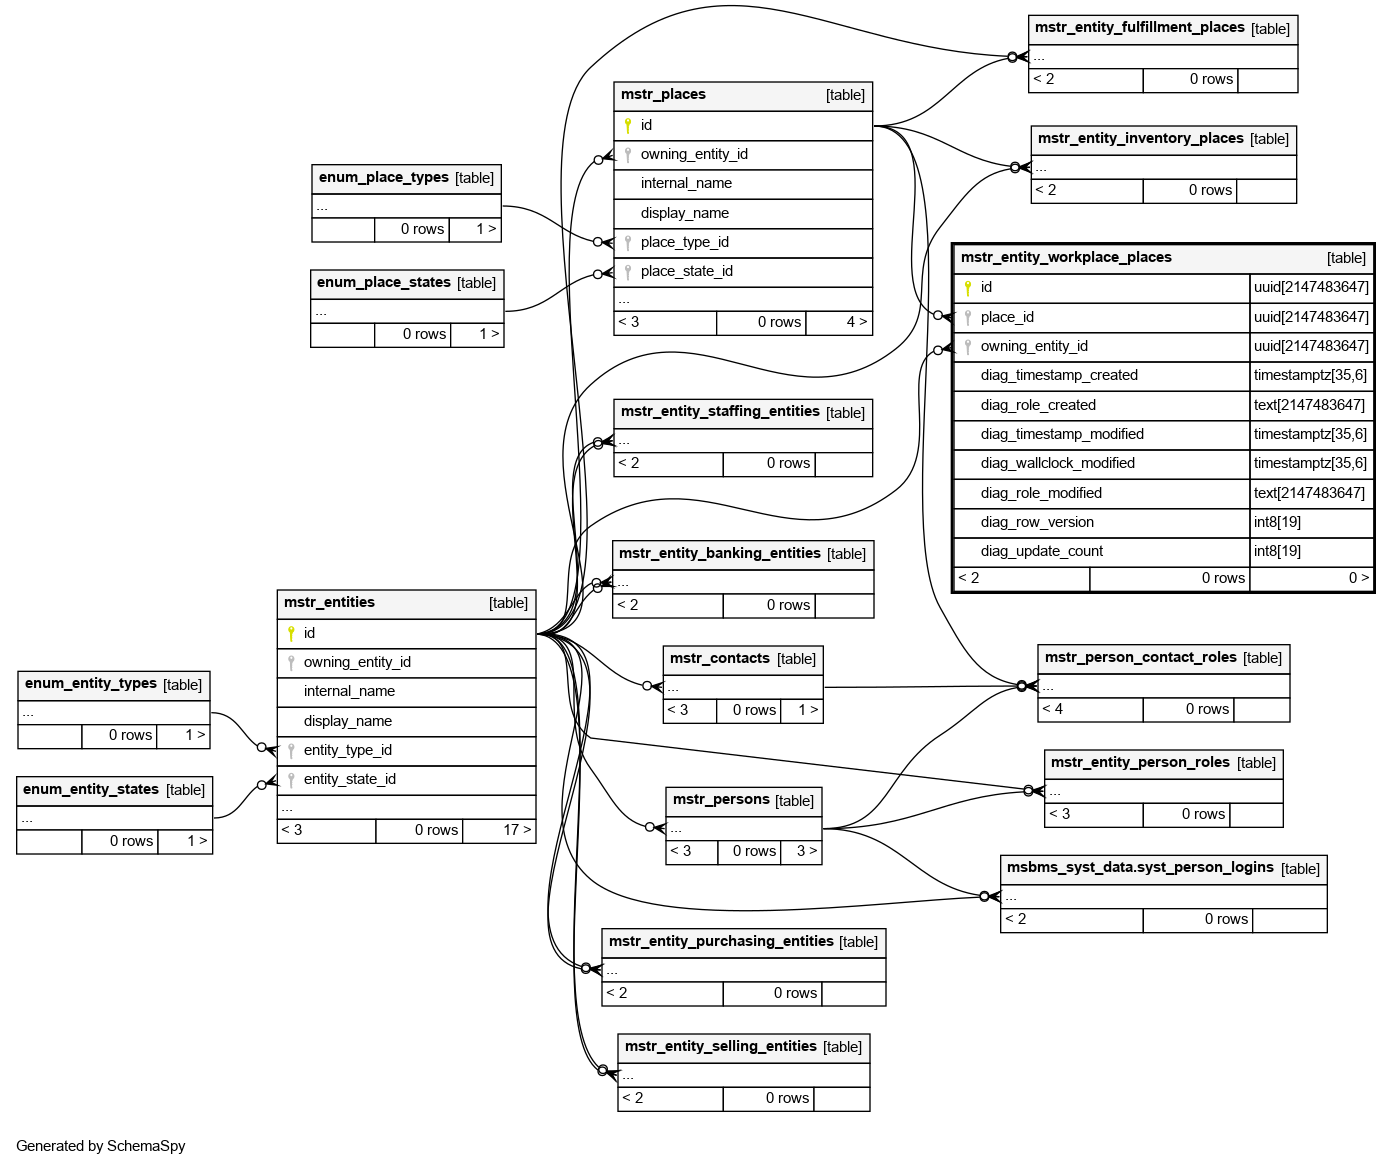 mstr_entity_fulfillment_places [table]
...
< 2 0 rows
mstr_places [table]
id
owning_entity_id
internal_name
display_name
place_type_id
place_state_id
...
< 3 0 rows 4 >
mstr_entity_inventory_places [table]
...
< 2 0 rows
enum_place_types [table]
...
0 rows 1 >
enum_place_states [table]
...
0 rows 1 >
mstr_entity_workplace_places [table]
id uuid[2147483647]
place_id uuid[2147483647]
owning_entity_id uuid[2147483647]
diag_timestamp_created timestamptz[35,6]
diag_role_created text[2147483647]
diag_timestamp_modified timestamptz[35,6]
diag_wallclock_modified timestamptz[35,6]
diag_role_modified text[2147483647]
diag_row_version int8[19]
diag_update_count int8[19]
< 2 0 rows 0 >
mstr_entity_staffing_entities [table]
...
< 2 0 rows
mstr_entity_banking_entities [table]
...
< 2 0 rows
mstr_entities [table]
id
owning_entity_id
internal_name
display_name
entity_type_id
entity_state_id
...
< 3 0 rows 17 >
enum_entity_types [table]
...
0 rows 1 >
enum_entity_states [table]
...
0 rows 1 >
mstr_contacts [table]
...
< 3 0 rows 1 >
mstr_person_contact_roles [table]
...
< 4 0 rows
mstr_entity_person_roles [table]
...
< 3 0 rows
mstr_persons [table]
...
< 3 0 rows 3 >
msbms_syst_data.syst_person_logins [table]
...
< 2 0 rows
mstr_entity_purchasing_entities [table]
...
< 2 0 rows
mstr_entity_selling_entities [table]
...
< 2 0 rows
Generated by SchemaSpy